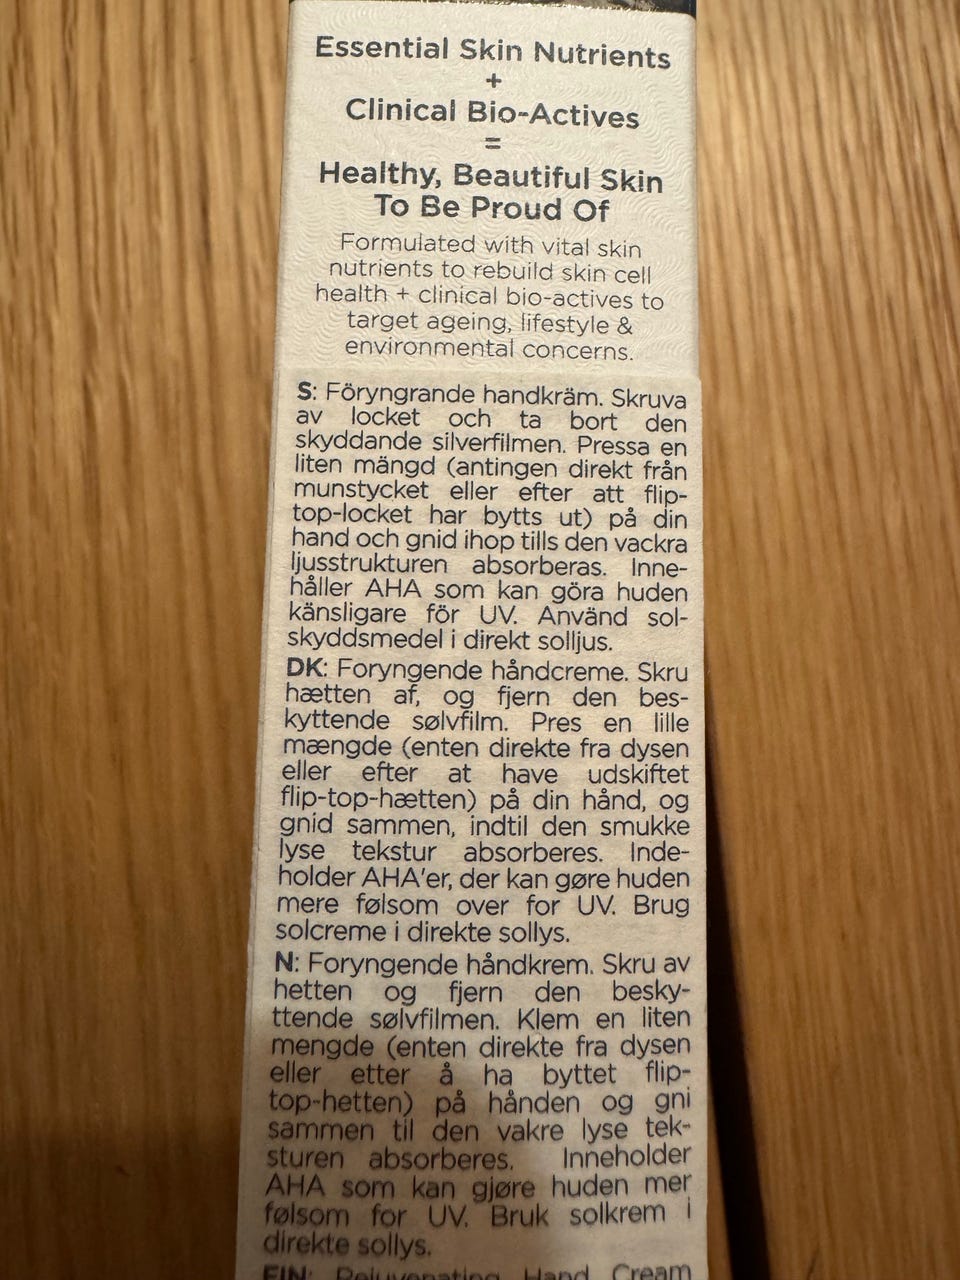 Essential Skin Nutrients
+
Clinical Bio-Actives
=
Healthy, Beautiful Skin
To Be Proud Of
Formulated with vital skin
nutrients to rebuild skin cell
health + clinical bio-actives to
target ageing, lifestyle &
environmental concerns.
S: Föryngrande handkräm. Skruva
av locket och ta bort den
skyddande silverfilmen. Pressa en
liten mängd (antingen direkt från
munstycket eller efter att flip-
top-locket har bytts ut) på din
hand och gnid ihop tills den vackra
ljusstrukturen absorberas. Inne-
håller AHA som kan göra huden
känsligare för UV. Använd sol-
skyddsmedel i direkt solljus.
DK: Foryngende håndcreme. Skru
hætten af, og fjern den bes-
kyttende sølvfilm. Pres en lille
mængde (enten direkte fra dysen
eller efter at have udskiftet
flip-top-hætten) på din hånd, og
gnid sammen, indtil den smukke
lyse tekstur absorberes. Inde-
holder AHA'er, der kan gøre huden
mere følsom over for UV. Brug
solcreme i direkte sollys.
N: Foryngende håndkrem. Skru av
hetten og fjern den besky-
ttende sølvfilmen. Klem en liten
mengde (enten direkte fra dysen
eller etter å ha byttet flip-
top-hetten) på hånden og gni
sammen til den vakre lyse tek-
sturen absorberes. Inneholder
AHA som kan gjøre huden mer
følsom for UV. Bruk solkrem i
direkte sollys.
FIN: Rejuvenating Hand Cream